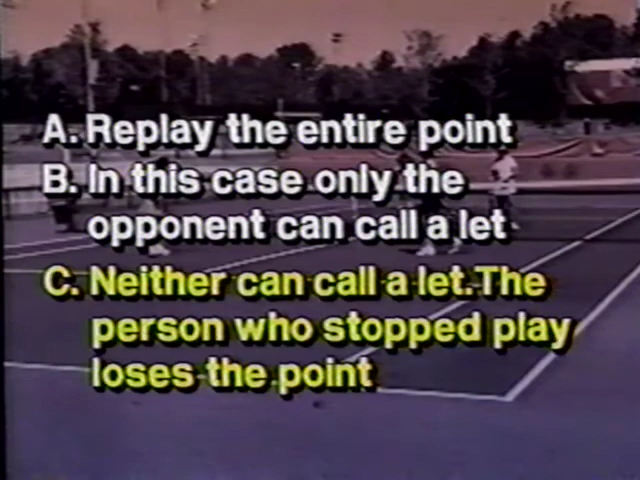 A. Replay the entire point
B. In this case only the
opponent can call a let
C. Neither can call a let. The
person who stopped play
loses the point